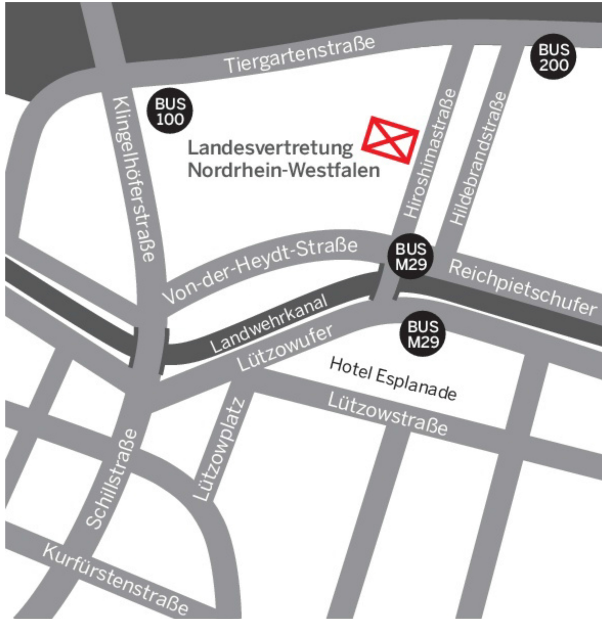 Tiergartenstraße
BUS
200
BUS
100
Klingelhöferstraße
Landesvertretung
Nordrhein-Westfalen
Hiroshimastraße
Hildebrandstraße
Von-der-Heydt-Straße
BUS
M29
Reichpietschufer
Landwehrkanal
Lützowufer
BUS
M29
Hotel Esplanade
Lützowstraße
Lützowplatz
Schillstraße
Kurfürstenstraße